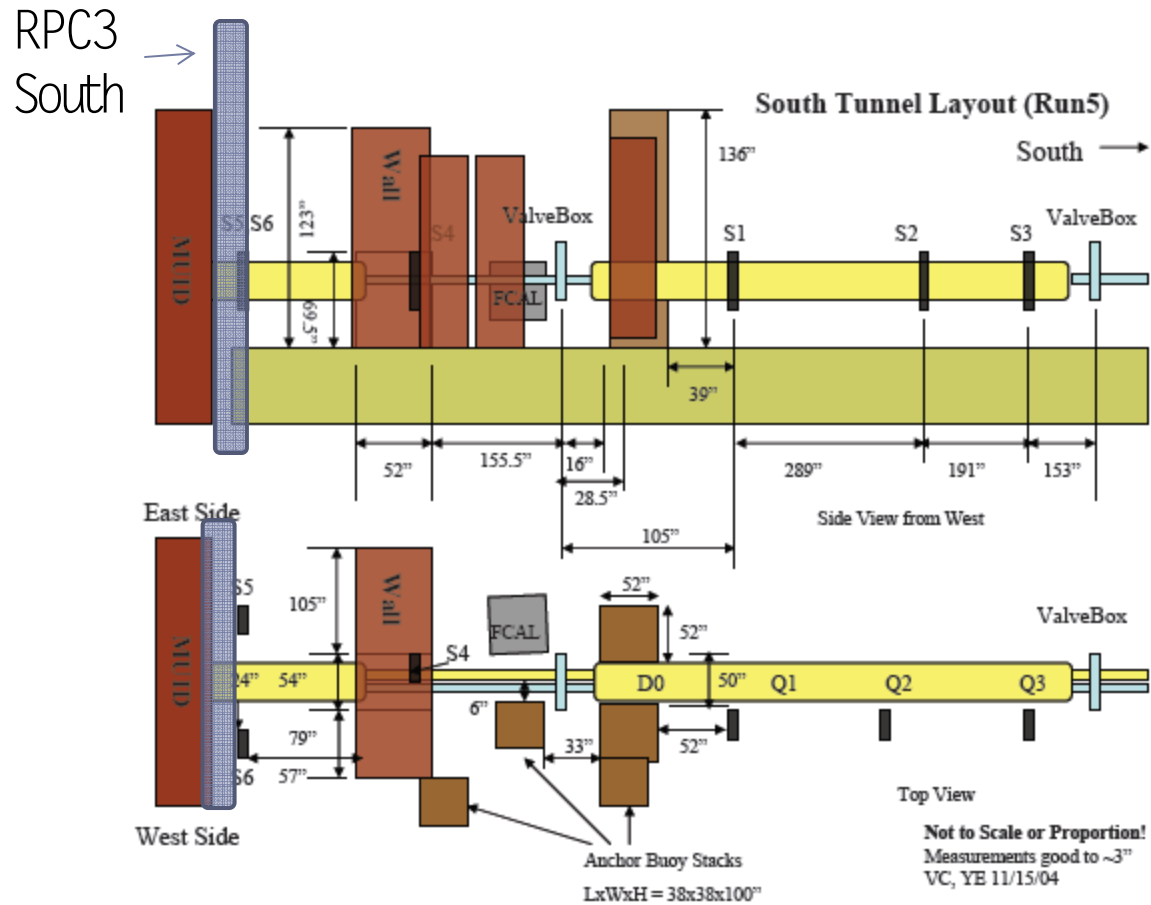 RPC3
South
South Tunnel Layout (Run5)
South
136”
Wall
ValveBox
ValveBox
S5 S6
123”
S4
S1
S2
S3
MUID
FCAL
69.5”
39”
52”
155.5”
16”
289”
191”
153”
28.5”
East Side
Side View from West
105”
52”
S5
105”
Wall
FCAL
52”
ValveBox
S4
MUID
24”
54”
D0
50”
Q1
Q2
Q3
6”
79”
33”
52”
S6
57”
Top View
West Side
Not to Scale or Proportion!
Anchor Buoy Stacks
Measurements good to ~3”
VC, YE 11/15/04
LxWxH = 38x38x100”